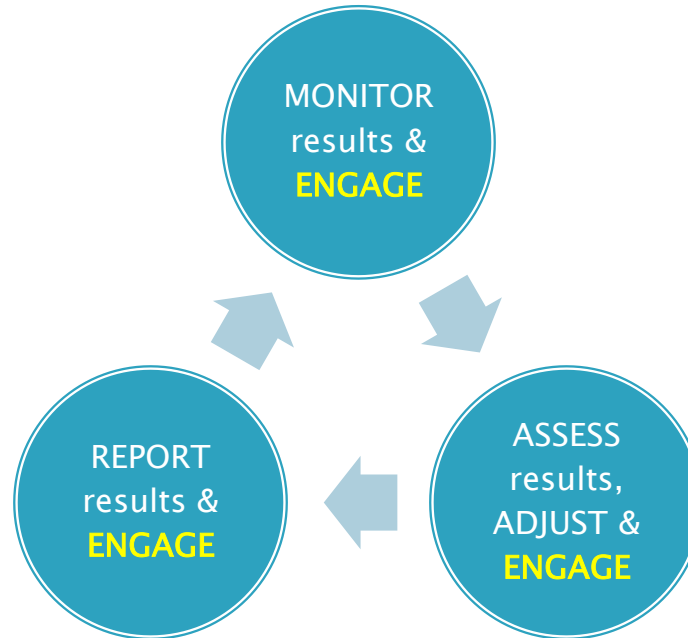 MONITOR
results &
ENGAGE
REPORT
results &
ENGAGE
ASSESS
results,
ADJUST &
ENGAGE